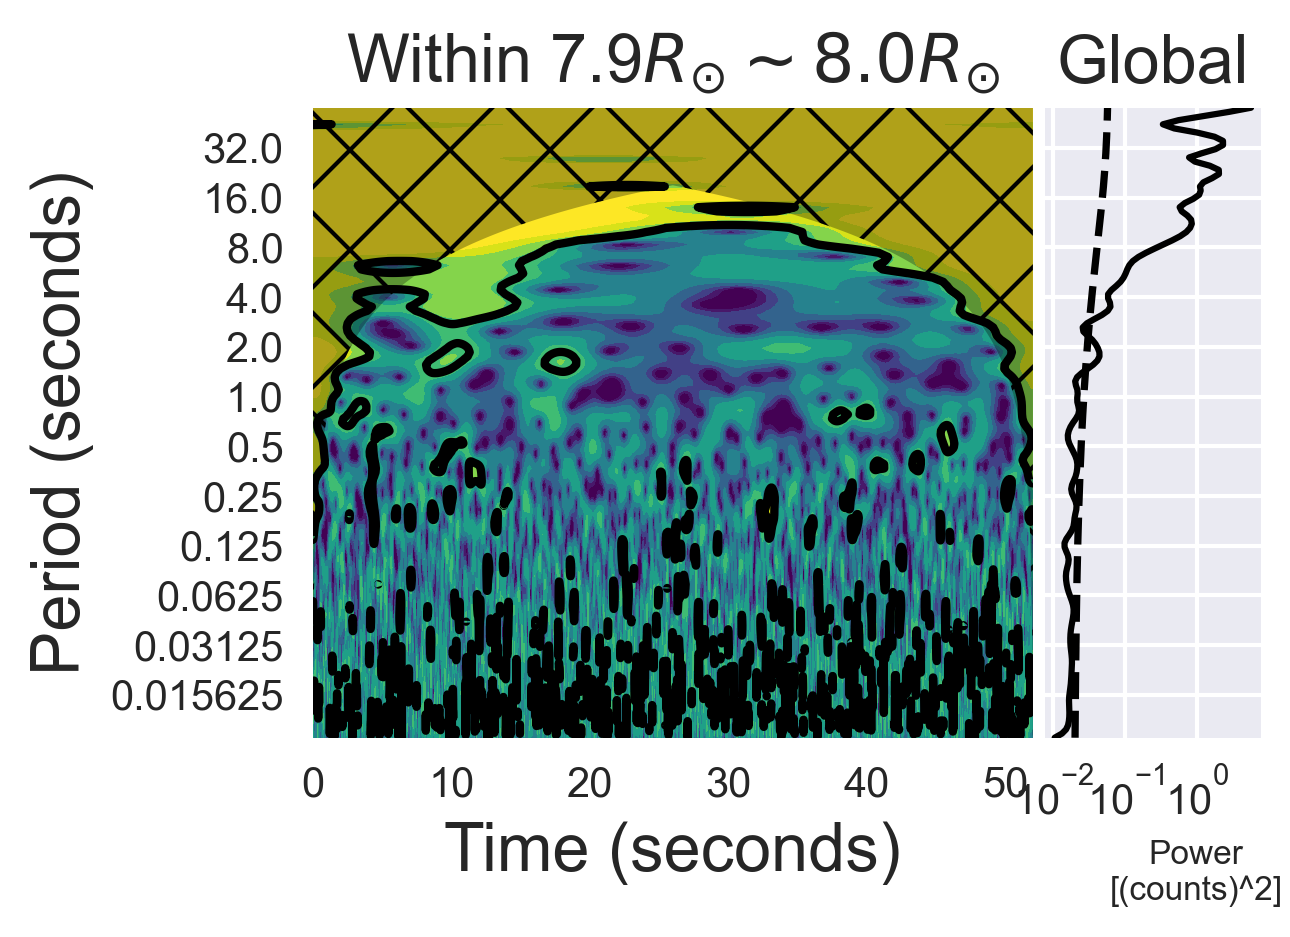 Within 7.9R☉ ~ 8.0R☉
Global
Period (seconds)
32.0
16.0
8.0
4.0
2.0
1.0
0.5
0.25
0.125
0.0625
0.03125
0.015625
0 10 20 30 40 50
10⁻² 10⁻¹ 10⁰
Time (seconds)
Power
[(counts)^2]